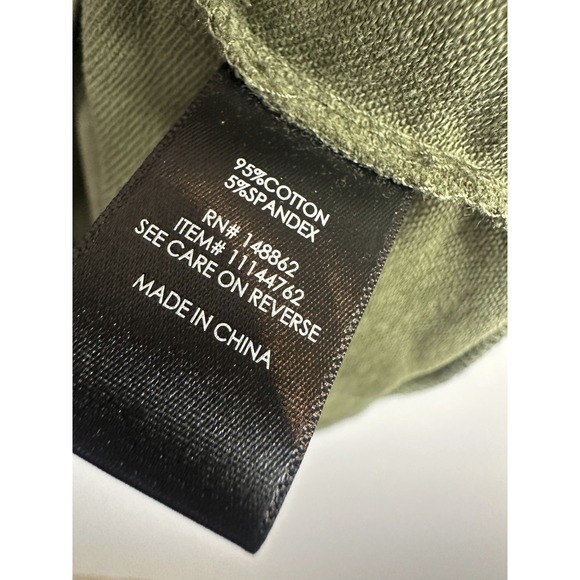 95%COTTON
5%SPANDEX
RN# 148862
ITEM# 11144762
SEE CARE ON REVERSE
MADE IN CHINA